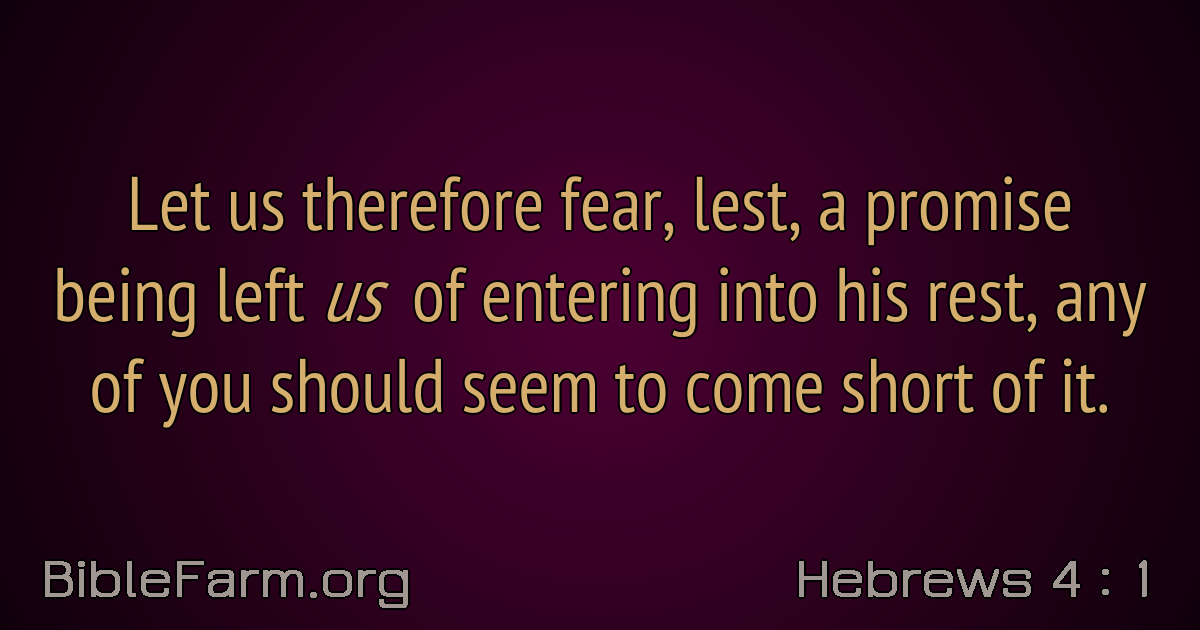 Let us therefore fear, lest, a promise
being left us of entering into his rest, any
of you should seem to come short of it.
BibleFarm.org
Hebrews 4 : 1